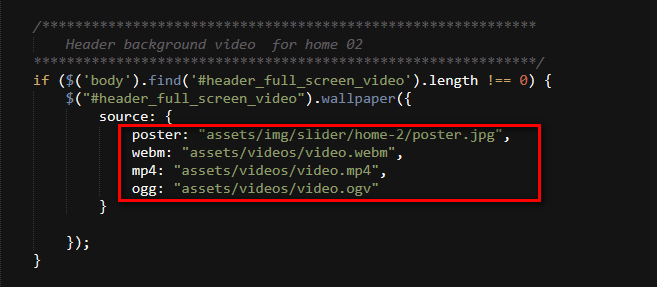 /************************************************************
Header background video  for home 02
*************************************************************/
if ($('body').find('#header_full_screen_video').length !== 0) {
$("#header_full_screen_video").wallpaper({
source: {
poster: "assets/img/slider/home-2/poster.jpg",
webm: "assets/videos/video.webm",
mp4: "assets/videos/video.mp4",
ogg: "assets/videos/video.ogv"
}
});
}